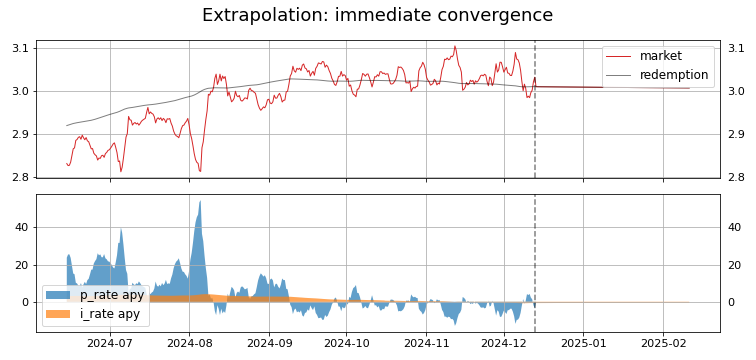 Extrapolation: immediate convergence
3.1
3.0
2.9
2.8
3.1
3.0
2.9
2.8
market
redemption
40
20
0
40
20
0
p_rate apy
i_rate apy
2024-07 2024-08 2024-09 2024-10 2024-11 2024-12 2025-01 2025-02